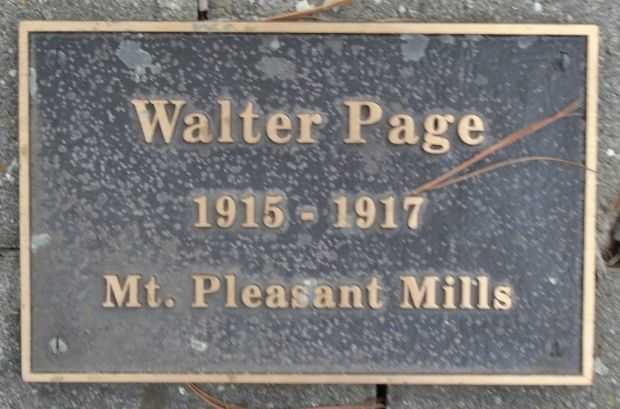 Walter Page
1915 - 1917
Mt. Pleasant Mills